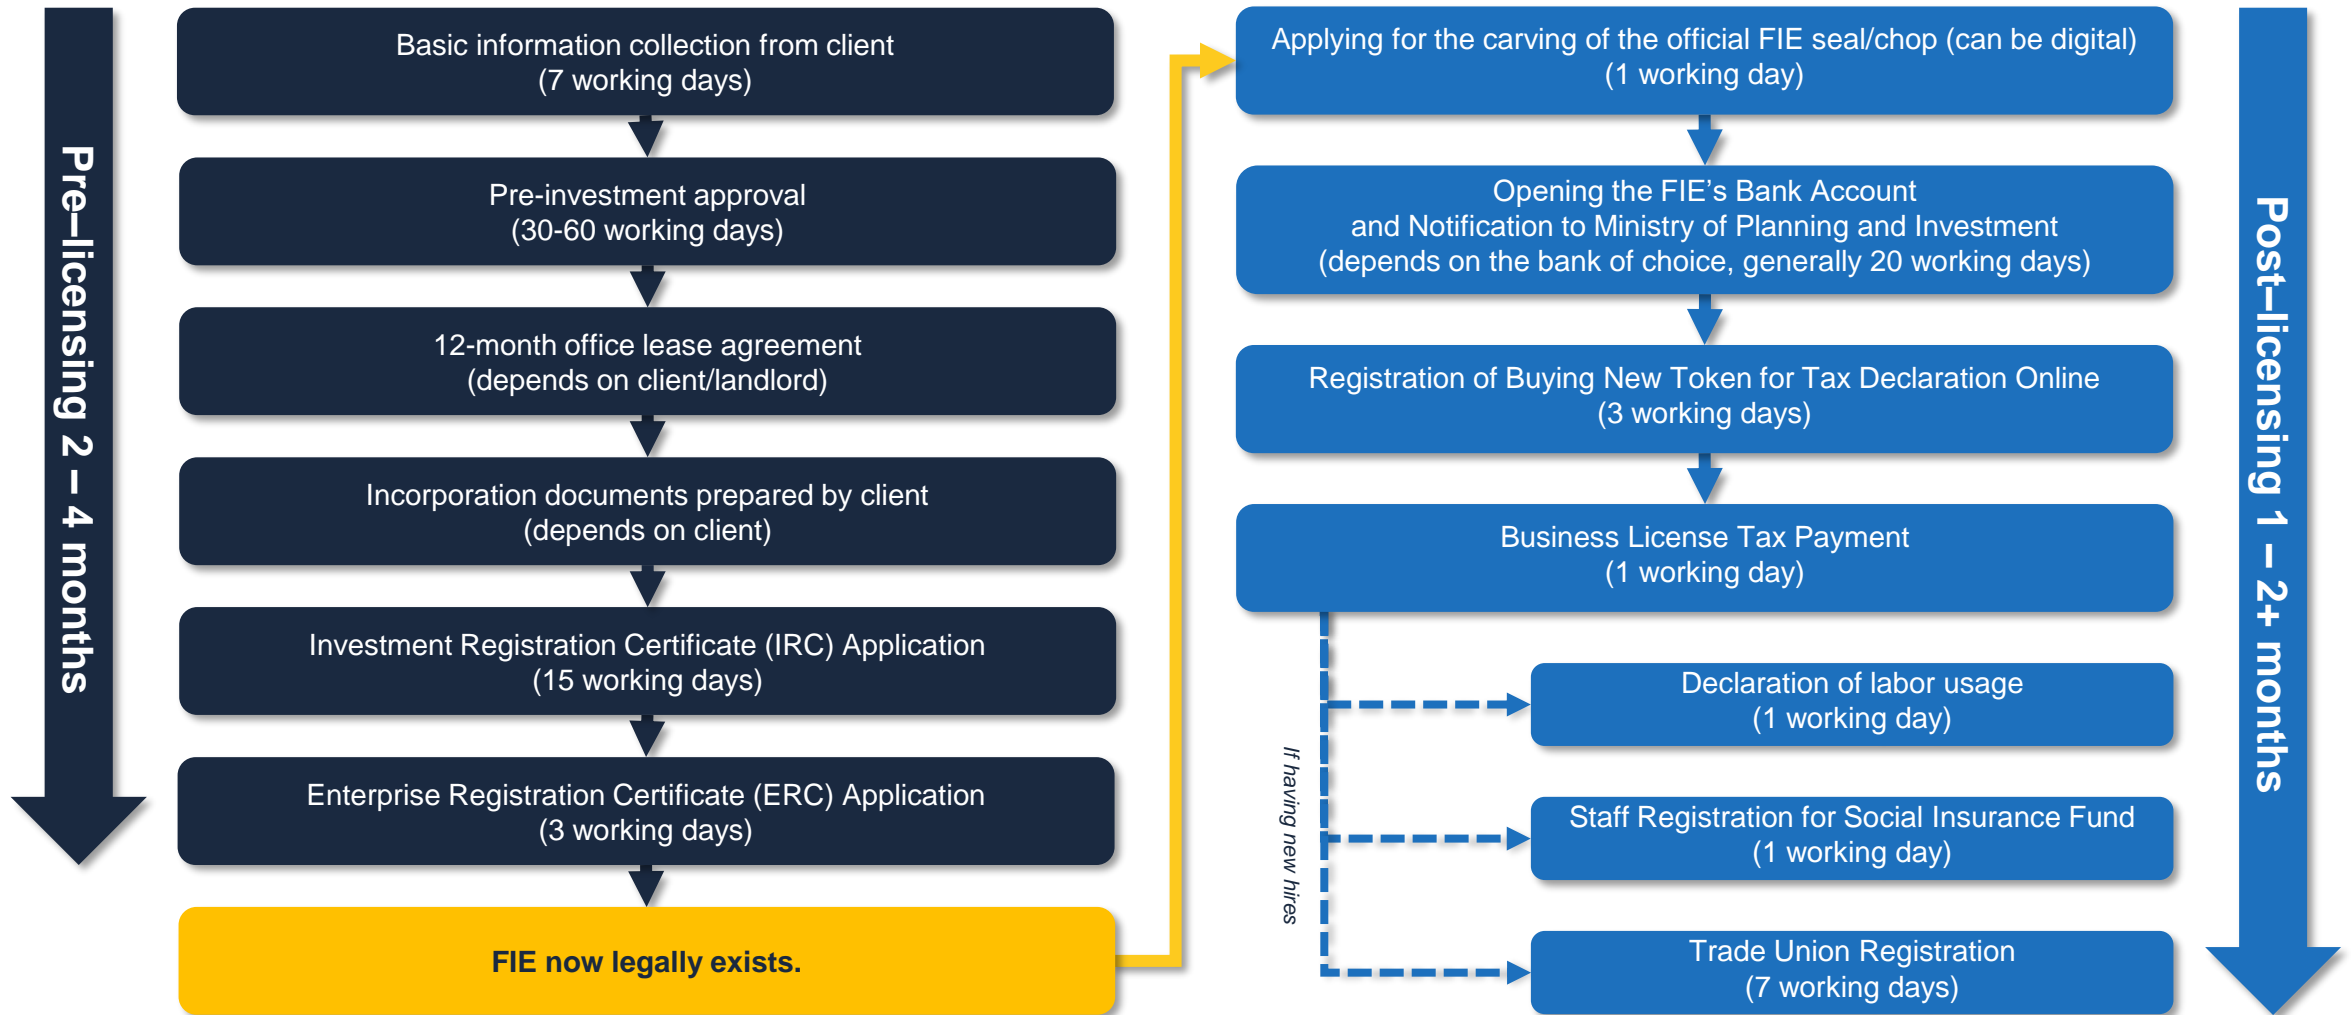 Pre–licensing 2 – 4 months
Basic information collection from client
(7 working days)
Pre-investment approval
(30-60 working days)
12-month office lease agreement
(depends on client/landlord)
Incorporation documents prepared by client
(depends on client)
Investment Registration Certificate (IRC) Application
(15 working days)
Enterprise Registration Certificate (ERC) Application
(3 working days)
FIE now legally exists.
Applying for the carving of the official FIE seal/chop (can be digital)
(1 working day)
Opening the FIE’s Bank Account
and Notification to Ministry of Planning and Investment
(depends on the bank of choice, generally 20 working days)
Registration of Buying New Token for Tax Declaration Online
(3 working days)
Business License Tax Payment
(1 working day)
If having new hires
Declaration of labor usage
(1 working day)
Staff Registration for Social Insurance Fund
(1 working day)
Trade Union Registration
(7 working days)
Post–licensing 1 – 2+ months